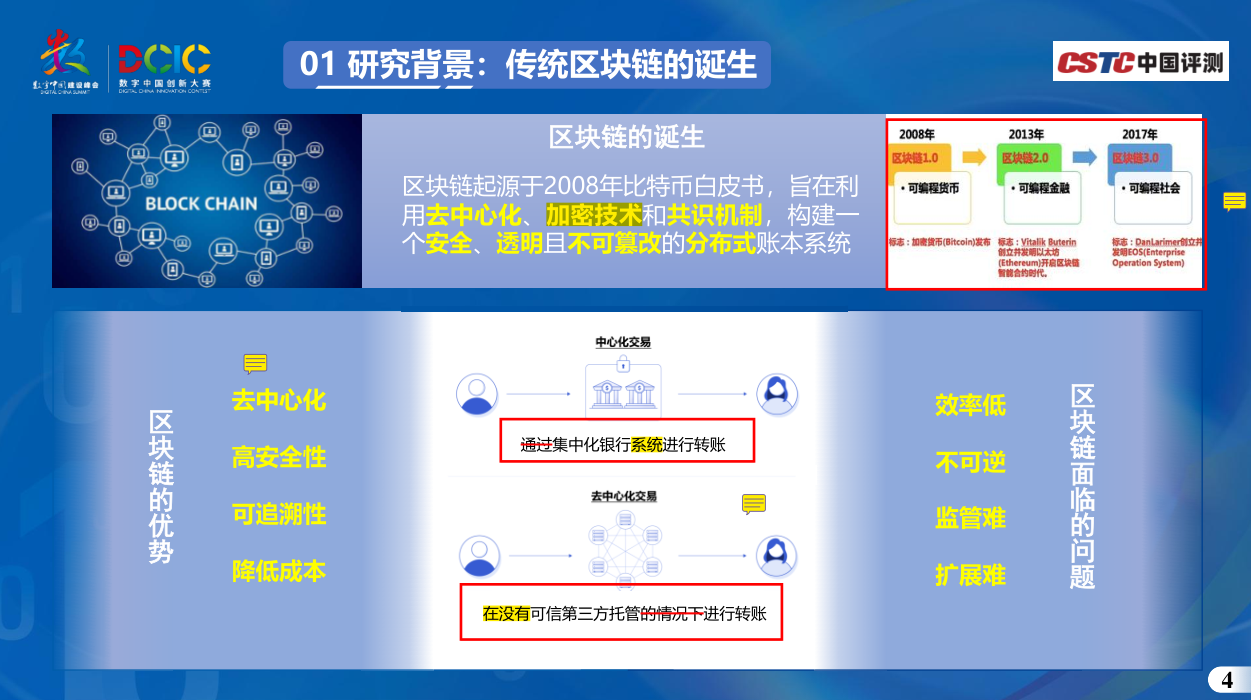 数字中国建设峰会
DIGITAL CHINA SUMMIT
DCIC
数字中国创新大赛
DIGITAL CHINA INNOVATION CONTEST
01 研究背景：传统区块链的诞生
CSTC中国评测
BLOCK CHAIN
区块链的诞生
区块链起源于2008年比特币白皮书，旨在利
用去中心化、加密技术和共识机制，构建一
个安全、透明且不可篡改的分布式账本系统
2008年
2013年
2017年
区块链1.0
区块链2.0
区块链3.0
• 可编程货币
• 可编程金融
• 可编程社会
标志：加密货币(Bitcoin)发布
标志：Vitalik Buterin
创立并发明以太坊
(Ethereum)开启区块链
智能合约时代。
标志：DanLarimer创立并
发明EOS(Enterprise
Operation System)
区块链的优势
去中心化
高安全性
可追溯性
降低成本
中心化交易
通过集中化银行系统进行转账
去中心化交易
在没有可信第三方托管的情况下进行转账
效率低
不可逆
监管难
扩展难
区块链面临的问题
4